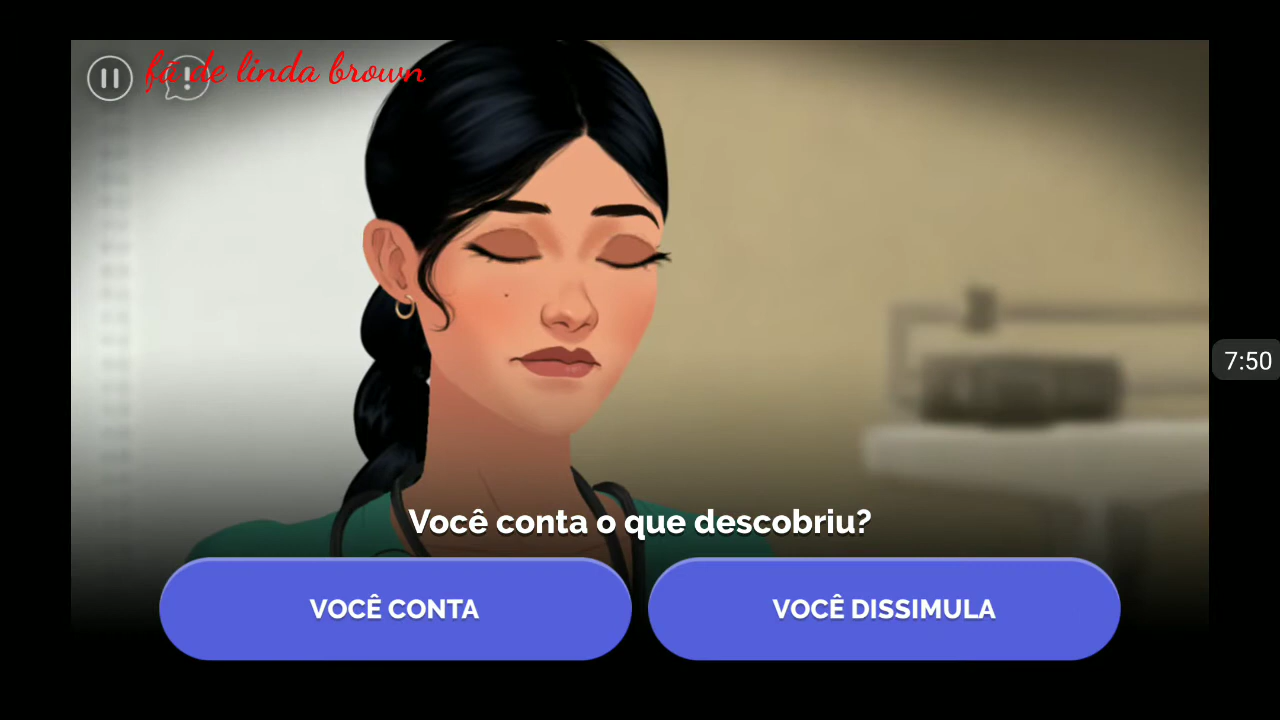 fã de linda brown
7:50
Você conta o que descobriu?
VOCÊ CONTA
VOCÊ DISSIMULA